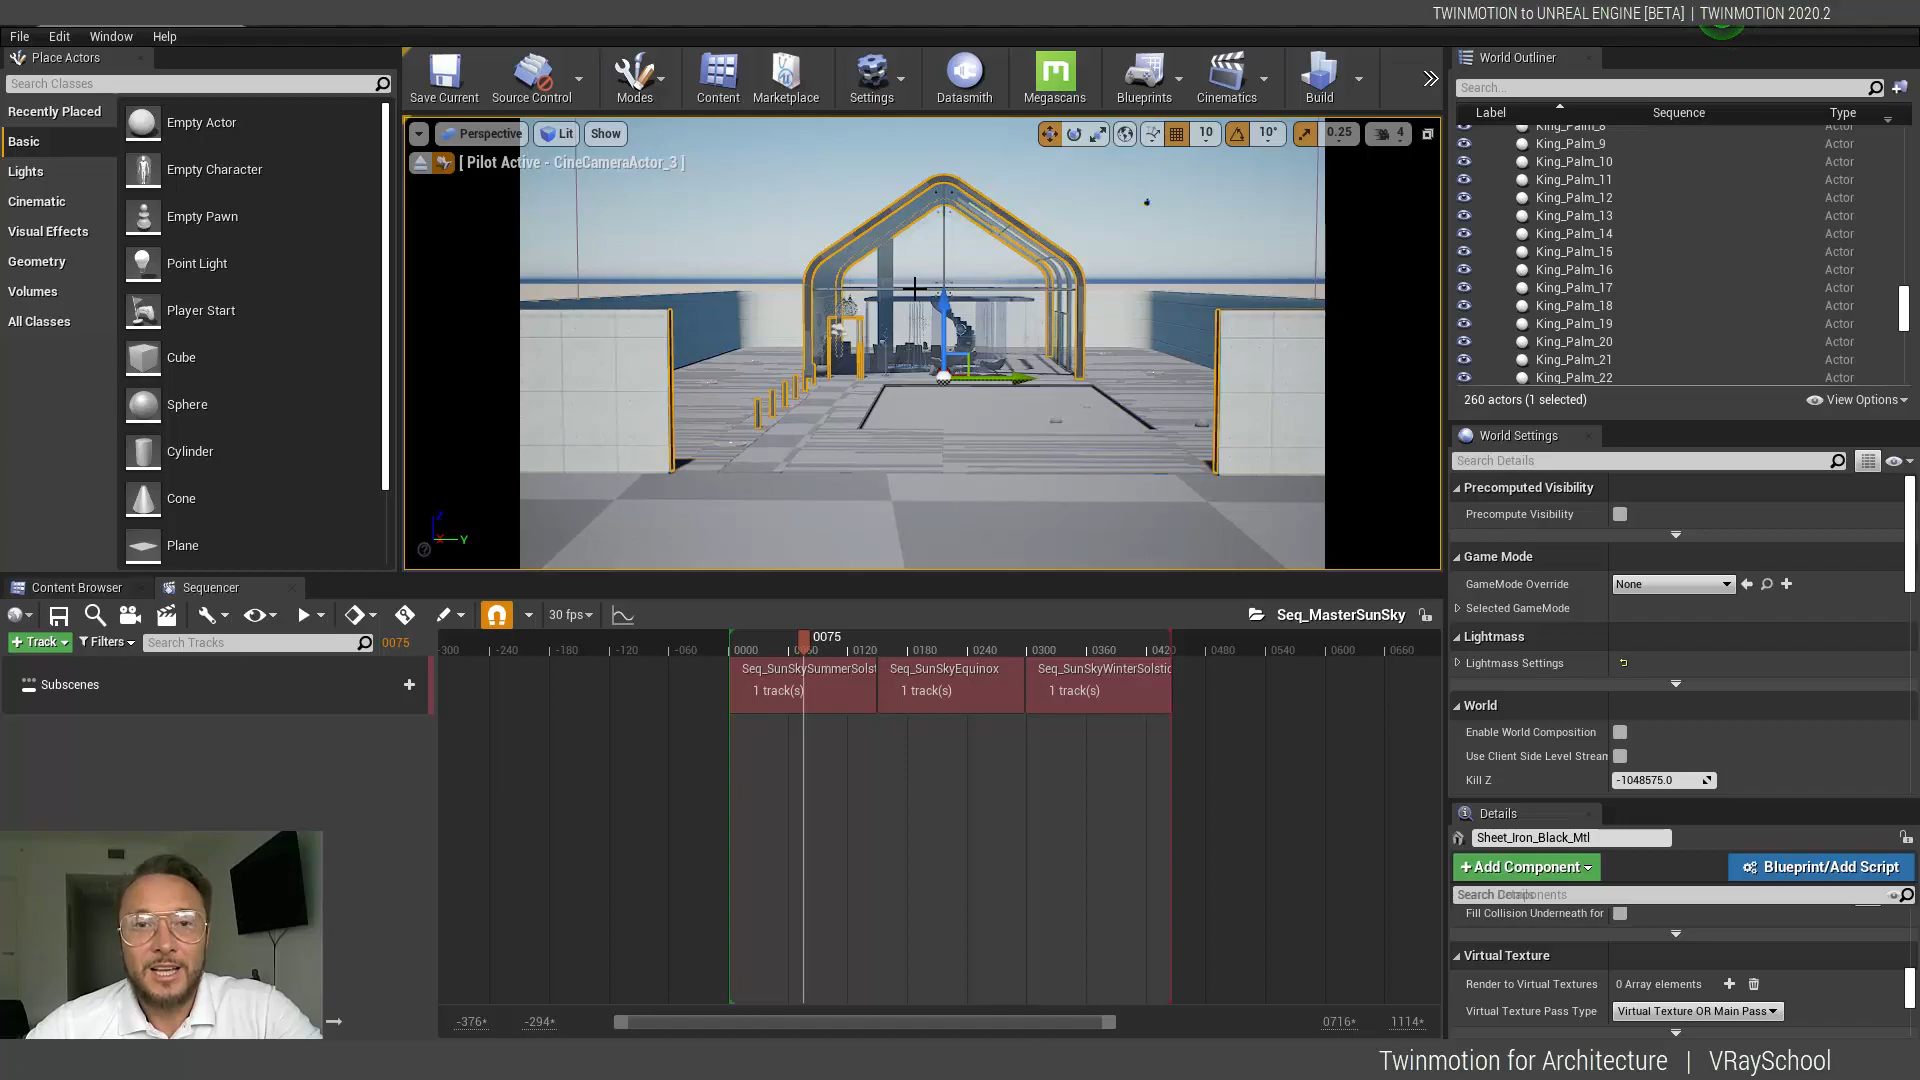 TWINMOTION to UNREAL ENGINE [BETA] | TWINMOTION 2020.2
File Edit Window Help
Place Actors
Search Classes
Recently Placed
Basic
Lights
Cinematic
Visual Effects
Geometry
Volumes
All Classes
Empty Actor
Empty Character
Empty Pawn
Point Light
Player Start
Cube
Sphere
Cylinder
Cone
Plane
Save Current Source Control Modes Content Marketplace Settings Datasmith Megascans Blueprints Cinematics Build
Perspective Lit Show 10 10° 0.25 4
[ Pilot Active - CineCameraActor_3 ]
Z
X Y
World Outliner
Search...
Label Sequence Type
King_Palm_8 Actor
King_Palm_9 Actor
King_Palm_10 Actor
King_Palm_11 Actor
King_Palm_12 Actor
King_Palm_13 Actor
King_Palm_14 Actor
King_Palm_15 Actor
King_Palm_16 Actor
King_Palm_17 Actor
King_Palm_18 Actor
King_Palm_19 Actor
King_Palm_20 Actor
King_Palm_21 Actor
King_Palm_22 Actor
260 actors (1 selected) View Options
World Settings
Search Details
Precomputed Visibility
Precompute Visibility
Game Mode
GameMode Override None
Selected GameMode
Lightmass
Lightmass Settings
World
Enable World Composition
Use Client Side Level Stream
Kill Z -1048575.0
Details
Sheet_Iron_Black_Mtl
+Add Component Blueprint/Add Script
Search Details
Fill Collision Underneath for
Virtual Texture
Render to Virtual Textures 0 Array elements
Virtual Texture Pass Type Virtual Texture OR Main Pass
Content Browser Sequencer
30 fps Seq_MasterSunSky
+ Track Filters Search Tracks 0075
Subscenes
0075
-300 -240 -180 -120 -060 0000 0060 0120 0180 0240 0300 0360 0420 0480 0540 0600 0660
Seq_SunSkySummerSolst Seq_SunSkyEquinox Seq_SunSkyWinterSolstic
1 track(s) 1 track(s) 1 track(s)
-376* -294* 0716* 1114*
Twinmotion for Architecture | VRaySchool